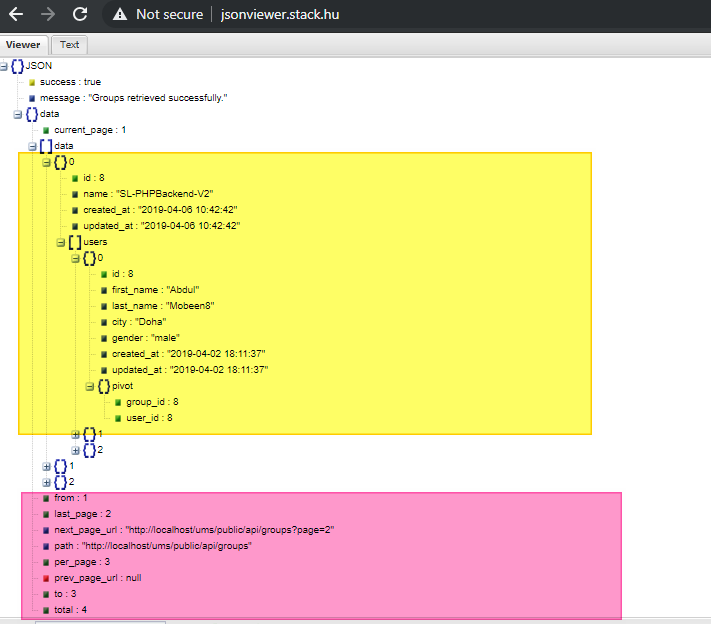 Not secure | jsonviewer.stack.hu
Viewer Text
{}JSON
success : true
message : "Groups retrieved successfully."
{}data
current_page : 1
[]data
{}0
id : 8
name : "SL-PHPBackend-V2"
created_at : "2019-04-06 10:42:42"
updated_at : "2019-04-06 10:42:42"
[]users
{}0
id : 8
first_name : "Abdul"
last_name : "Mobeen8"
city : "Doha"
gender : "male"
created_at : "2019-04-02 18:11:37"
updated_at : "2019-04-02 18:11:37"
{}pivot
group_id : 8
user_id : 8
{}1
{}2
{}1
{}2
from : 1
last_page : 2
next_page_url : "http://localhost/ums/public/api/groups?page=2"
path : "http://localhost/ums/public/api/groups"
per_page : 3
prev_page_url : null
to : 3
total : 4